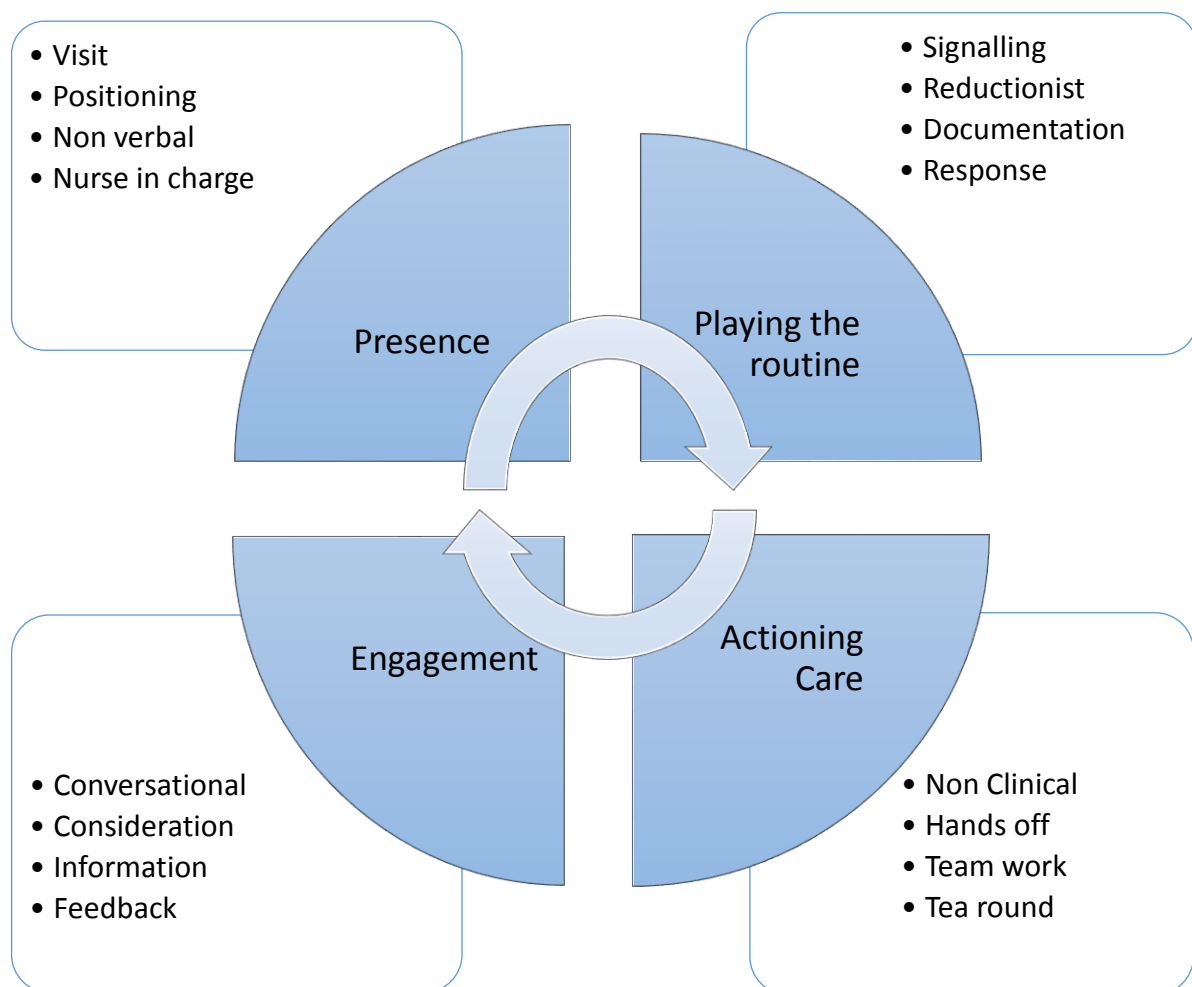 • Visit
• Positioning
• Non verbal
• Nurse in charge
• Signalling
• Reductionist
• Documentation
• Response
Presence
Playing the
routine
Engagement
Actioning
Care
• Conversational
• Consideration
• Information
• Feedback
• Non Clinical
• Hands off
• Team work
• Tea round